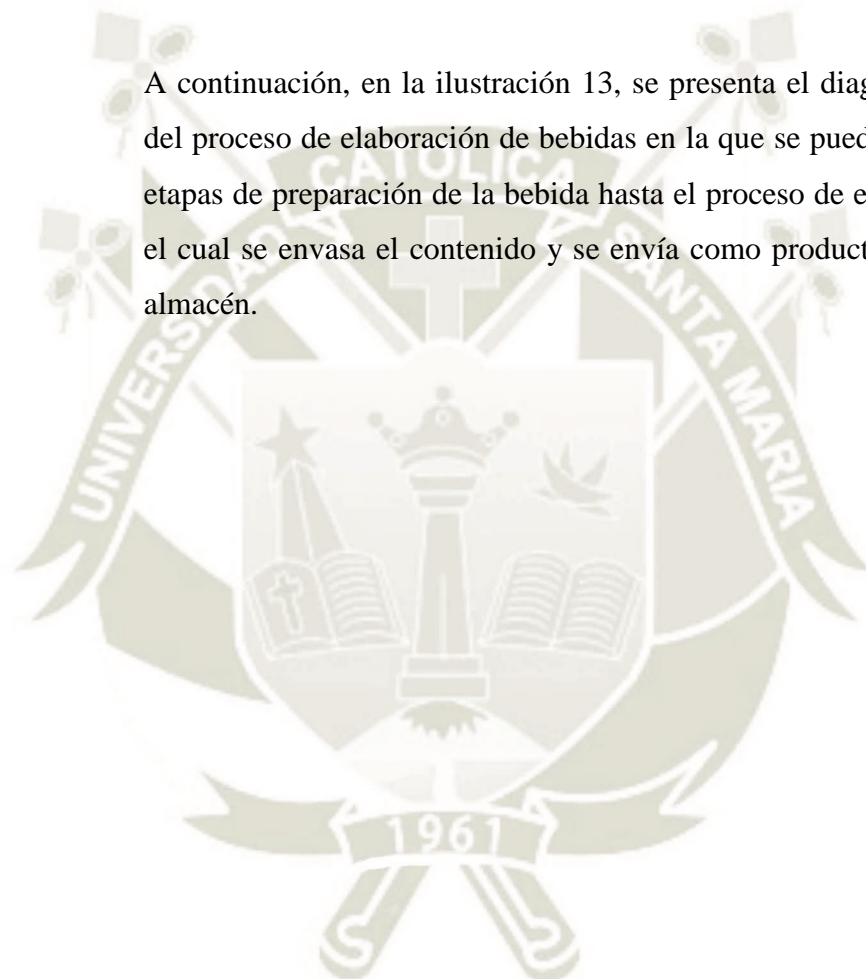 A continuación, en la ilustración 13, se presenta el diag
del proceso de elaboración de bebidas en la que se pued
etapas de preparación de la bebida hasta el proceso de e
el cual se envasa el contenido y se envía como product
almacén.
UNIVERSIDAD CATOLICA SANTA MARIA
1961